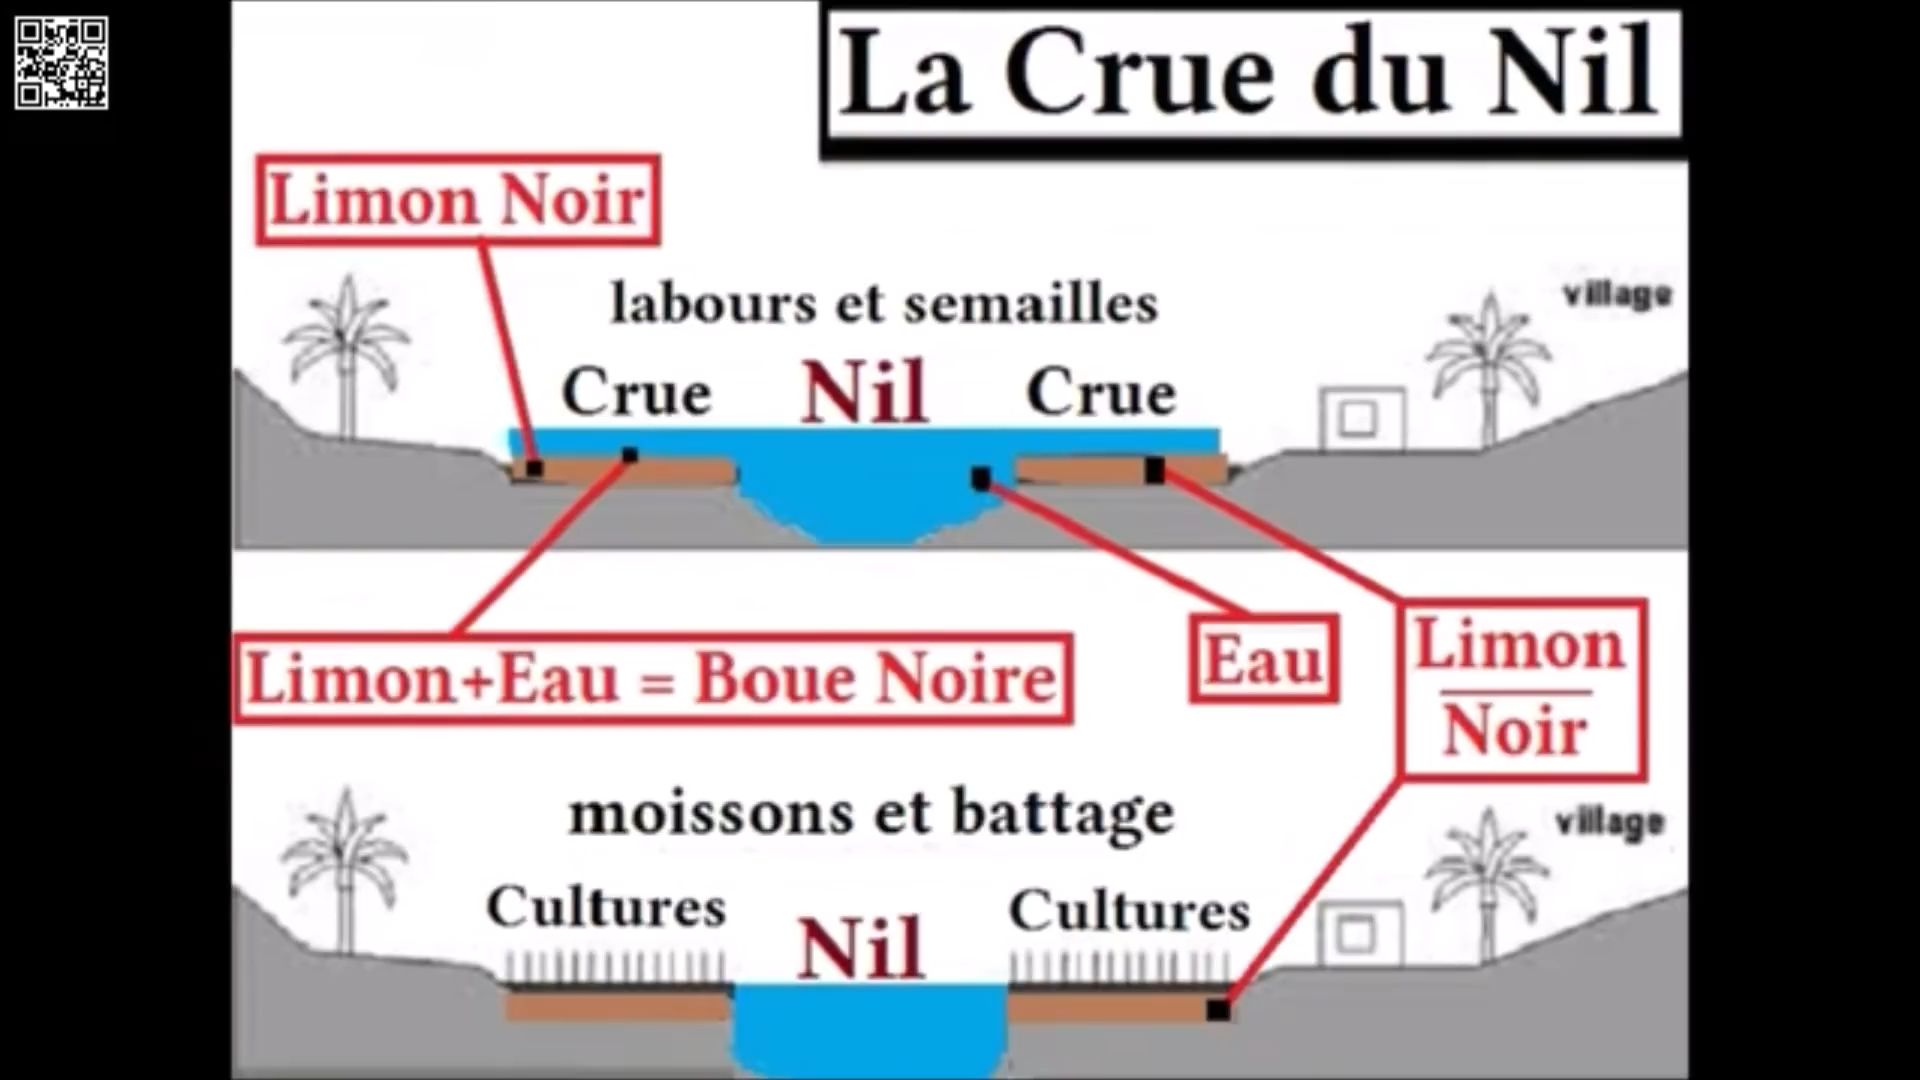 La Crue du Nil
Limon Noir
labours et semailles
village
Crue Nil Crue
Limon+Eau = Boue Noire
Eau
Limon
Noir
moissons et battage
village
Cultures Nil Cultures